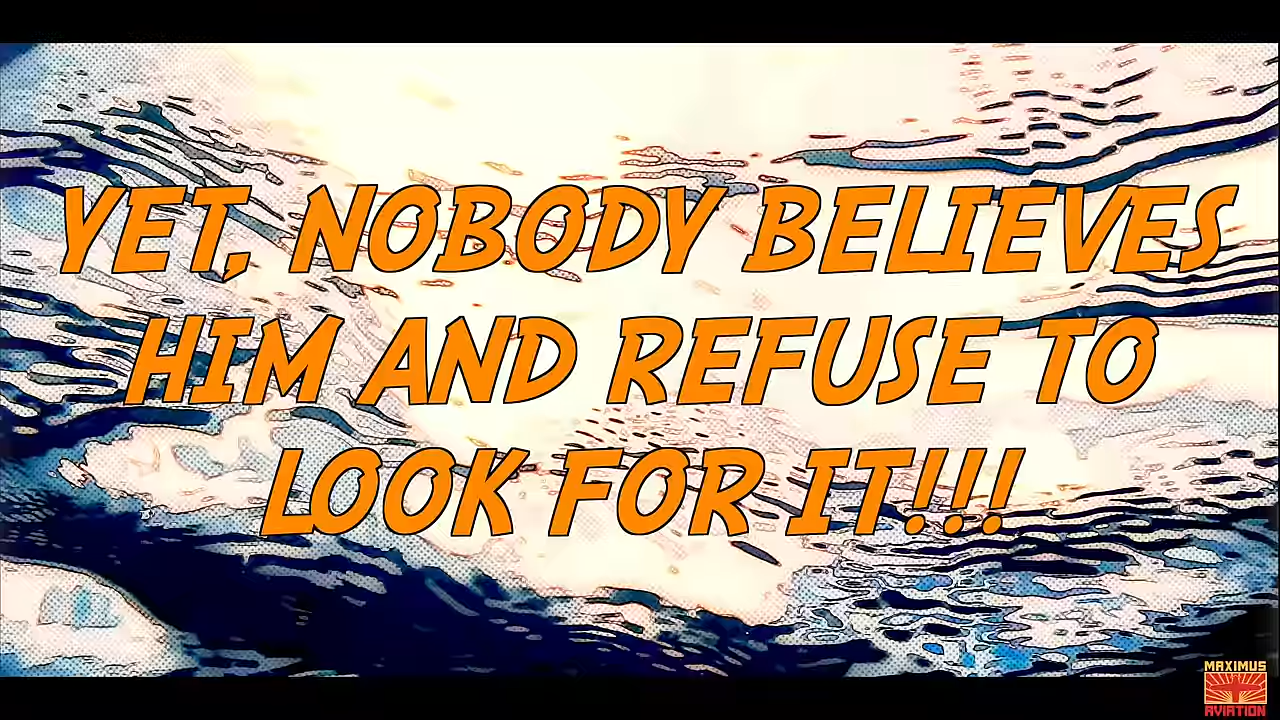 YET, NOBODY BELIEVES
HIM AND REFUSE TO
LOOK FOR IT!!!
MAXIMUS
AVIATION